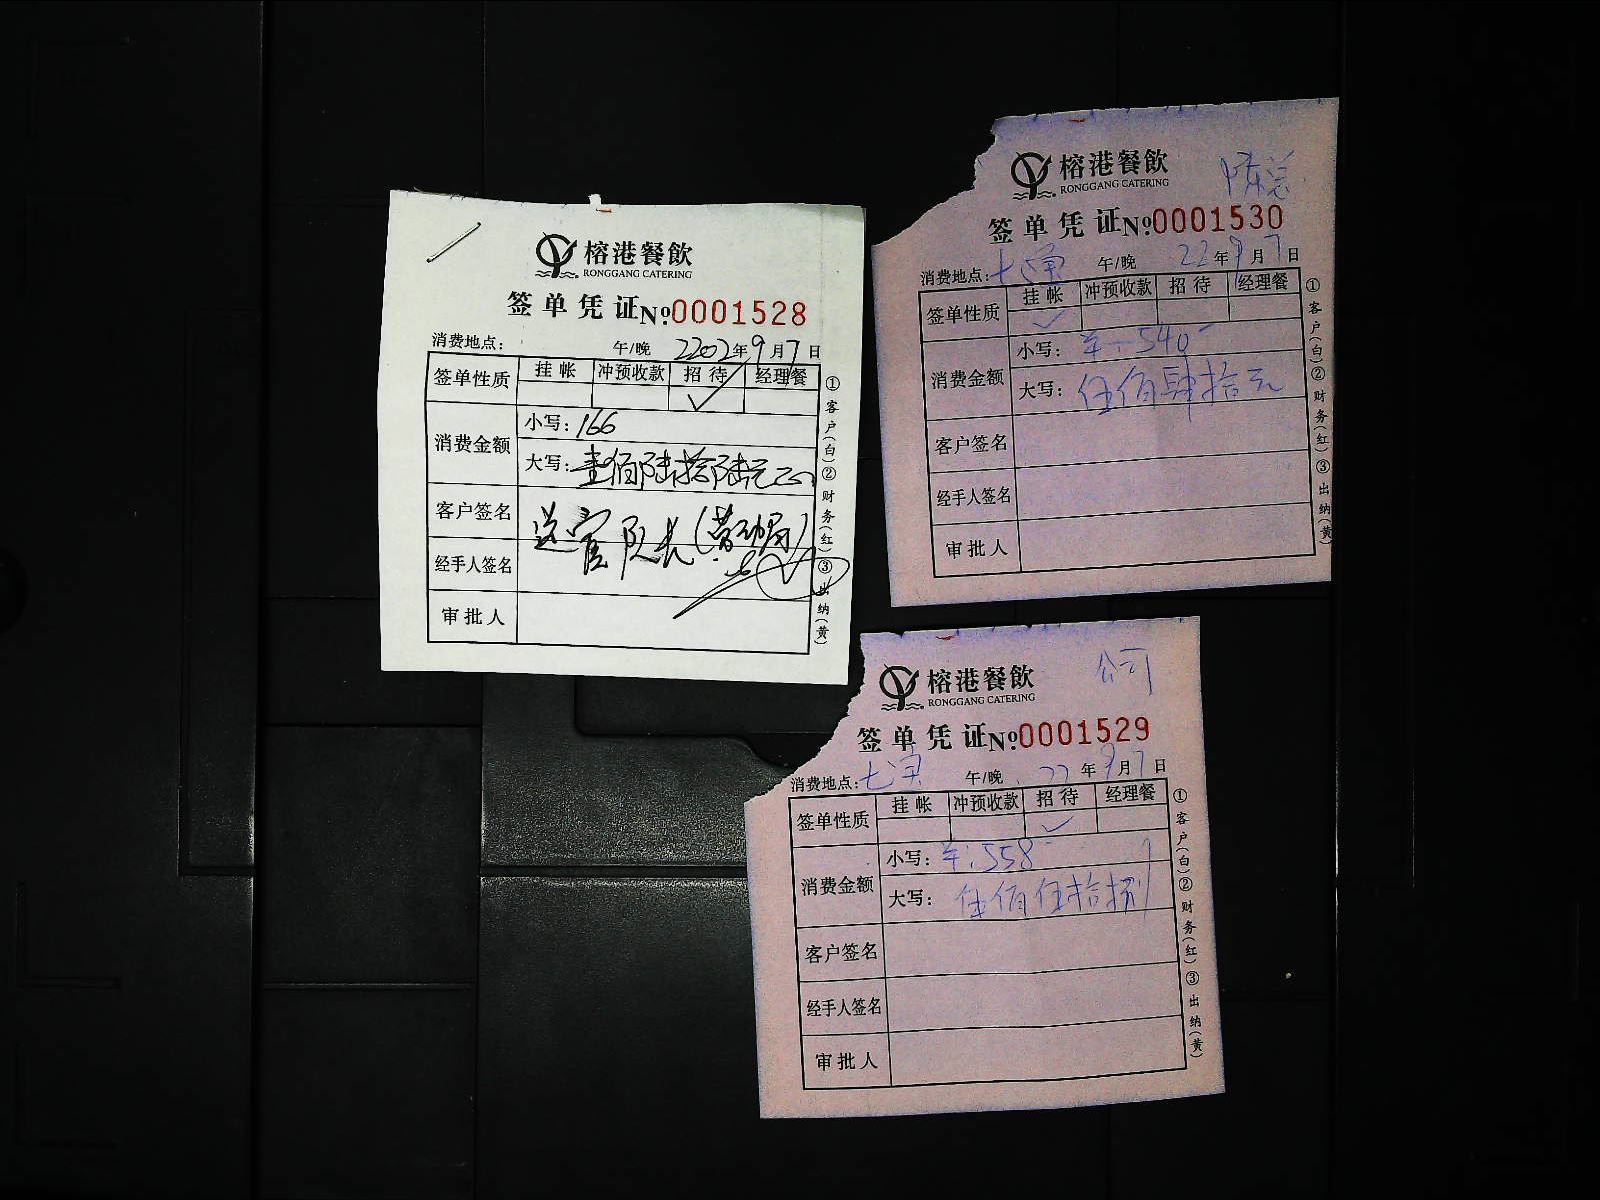 榕港餐飲
RONGGANG CATERING
签单凭证№0001528
消费地点: 午/晚 2202年9月7日
签单性质 挂帐 冲预收款 招待 经理餐
✓
消费金额 小写: 166
大写: 壹佰陆拾陆元正
客户签名 送官队长(劳动局)
经手人签名
审批人
①客户(白)②财务(红)③出纳(黄)
陈总
榕港餐飲
RONGGANG CATERING
签单凭证№0001530
消费地点: 午/晚 22年9月7日
签单性质 挂帐 冲预收款 招待 经理餐
✓
消费金额 小写: 540
大写: 伍佰肆拾元
客户签名
经手人签名
审批人
①客户(白)②财务(红)③出纳(黄)
公司
榕港餐飲
RONGGANG CATERING
签单凭证№0001529
消费地点: 午/晚 22年9月7日
签单性质 挂帐 冲预收款 招待 经理餐
✓
消费金额 小写: 558
大写: 伍佰伍拾捌
客户签名
经手人签名
审批人
①客户(白)②财务(红)③出纳(黄)